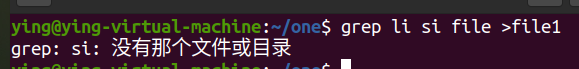 ying@ying-virtual-machine:~/one$ grep li si file >file1
grep: si: 没有那个文件或目录
ying@ying-virtual-machine:~/one$